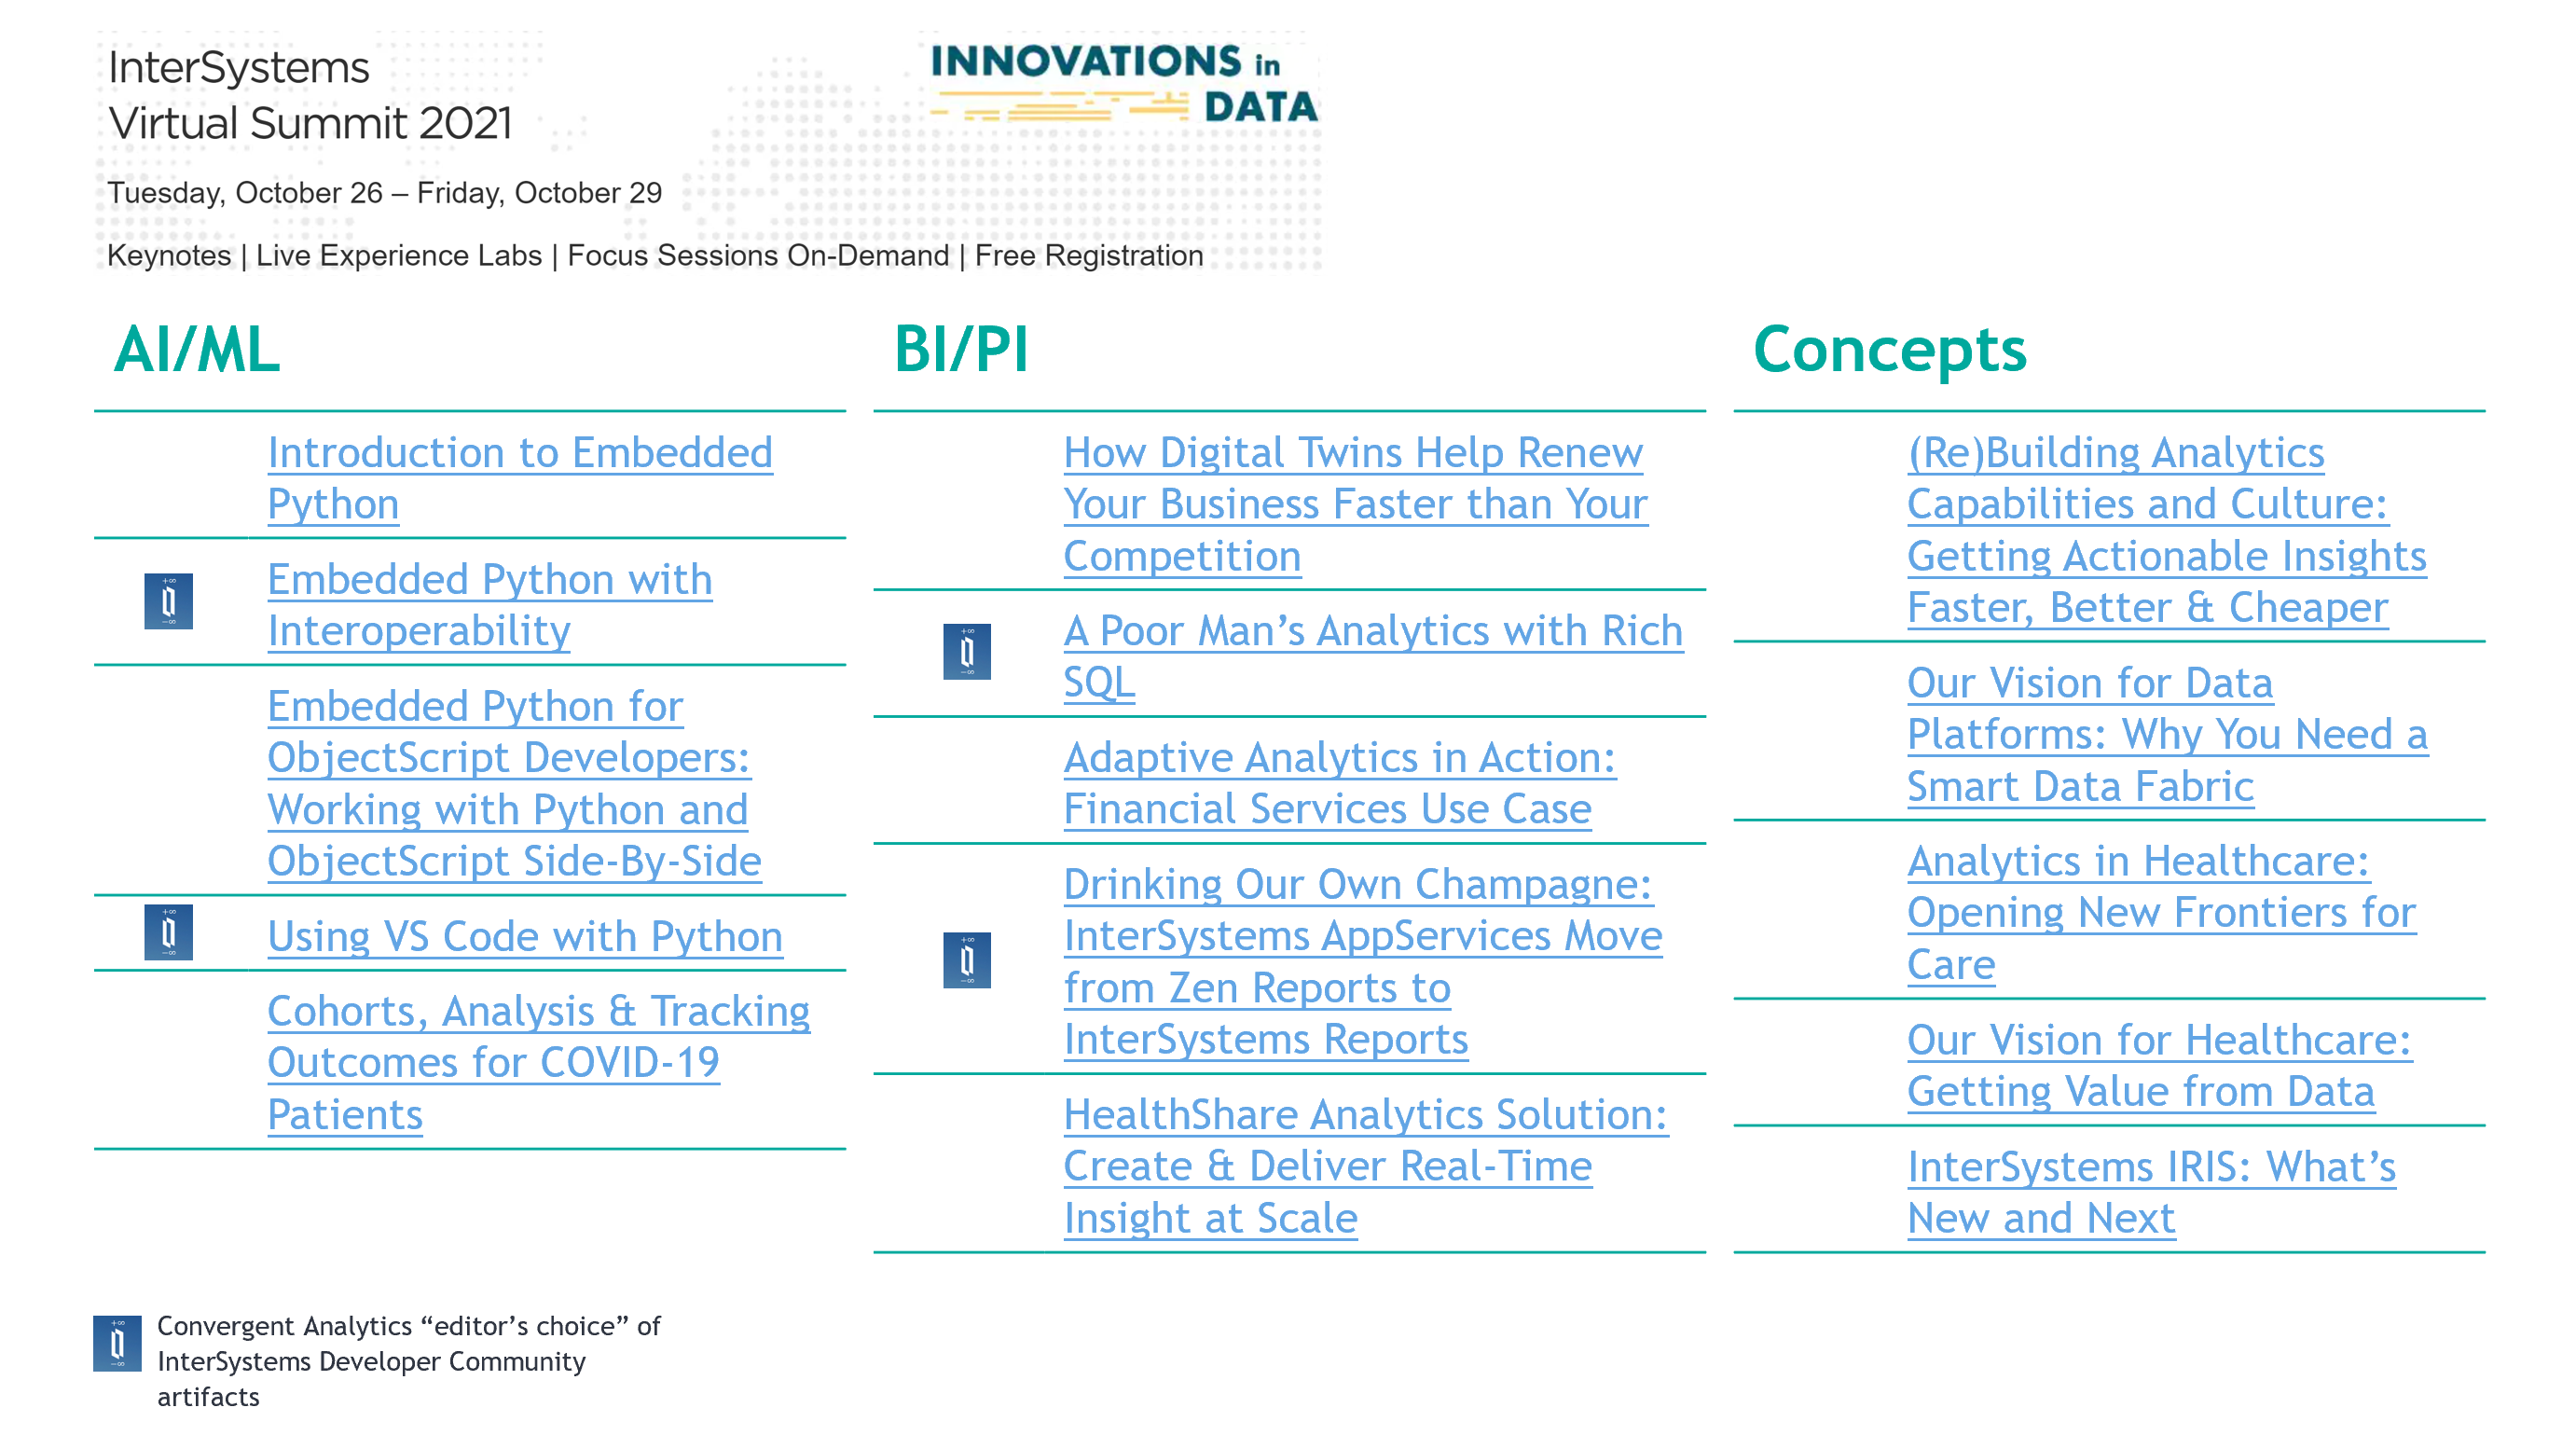 InterSystems
Virtual Summit 2021
INNOVATIONS in
DATA
Tuesday, October 26 – Friday, October 29
Keynotes | Live Experience Labs | Focus Sessions On-Demand | Free Registration
AI/ML
Introduction to Embedded
Python
+∞
-∞
Embedded Python with
Interoperability
Embedded Python for
ObjectScript Developers:
Working with Python and
ObjectScript Side-By-Side
+∞
-∞
Using VS Code with Python
Cohorts, Analysis & Tracking
Outcomes for COVID-19
Patients
BI/PI
How Digital Twins Help Renew
Your Business Faster than Your
Competition
+∞
-∞
A Poor Man’s Analytics with Rich
SQL
Adaptive Analytics in Action:
Financial Services Use Case
+∞
-∞
Drinking Our Own Champagne:
InterSystems AppServices Move
from Zen Reports to
InterSystems Reports
HealthShare Analytics Solution:
Create & Deliver Real-Time
Insight at Scale
Concepts
(Re)Building Analytics
Capabilities and Culture:
Getting Actionable Insights
Faster, Better & Cheaper
Our Vision for Data
Platforms: Why You Need a
Smart Data Fabric
Analytics in Healthcare:
Opening New Frontiers for
Care
Our Vision for Healthcare:
Getting Value from Data
InterSystems IRIS: What’s
New and Next
+∞
-∞
Convergent Analytics “editor’s choice” of
InterSystems Developer Community
artifacts